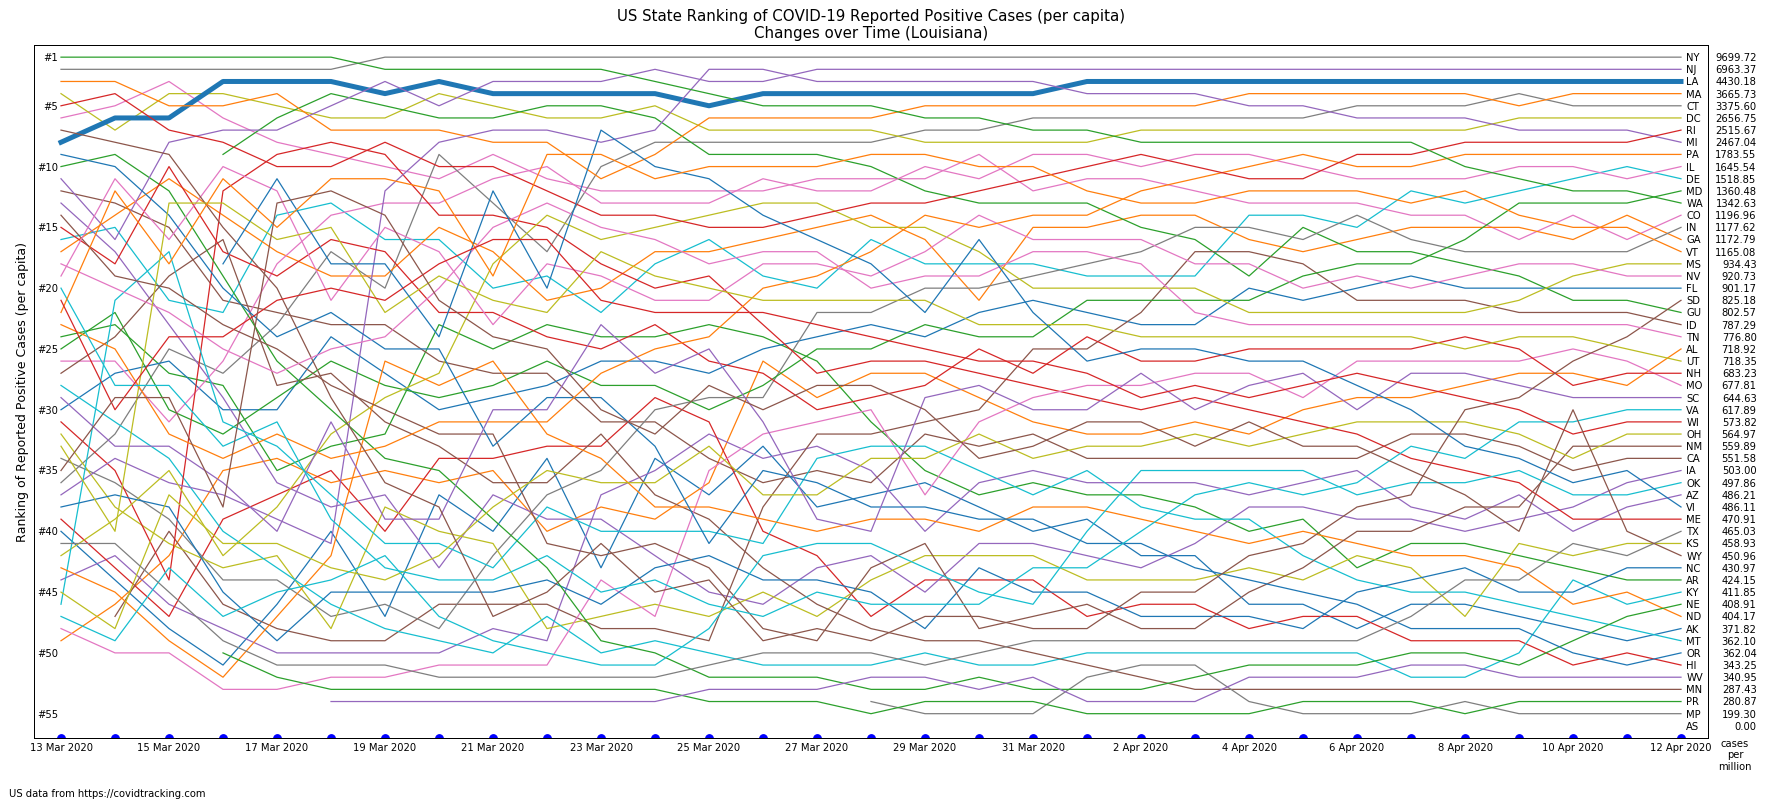 US State Ranking of COVID-19 Reported Positive Cases (per capita)
Changes over Time (Louisiana)
Ranking of Reported Positive Cases (per capita)
#1
#5
#10
#15
#20
#25
#30
#35
#40
#45
#50
#55
NY 9699.72
NJ 6963.37
LA 4430.18
MA 3665.73
CT 3375.60
DC 2656.75
RI 2515.67
MI 2467.04
PA 1783.55
IL 1645.54
DE 1518.85
MD 1360.48
WA 1342.63
CO 1196.96
IN 1177.62
GA 1172.79
VT 1165.08
MS 934.43
NV 920.73
FL 901.17
SD 825.18
GU 802.57
ID 787.29
TN 776.80
AL 718.92
UT 718.35
NH 683.23
MO 677.81
SC 644.63
VA 617.89
WI 573.82
OH 564.97
NM 559.89
CA 551.58
IA 503.00
OK 497.86
AZ 486.21
VI 486.11
ME 470.91
TX 465.03
KS 458.93
WY 450.96
NC 430.97
AR 424.15
KY 411.85
NE 408.91
ND 404.17
AK 371.82
MT 362.10
OR 362.04
HI 343.25
WV 340.95
MN 287.43
PR 280.87
MP 199.30
AS 0.00
13 Mar 2020 15 Mar 2020 17 Mar 2020 19 Mar 2020 21 Mar 2020 23 Mar 2020 25 Mar 2020 27 Mar 2020 29 Mar 2020 31 Mar 2020 2 Apr 2020 4 Apr 2020 6 Apr 2020 8 Apr 2020 10 Apr 2020 12 Apr 2020
cases
per
million
US data from https://covidtracking.com